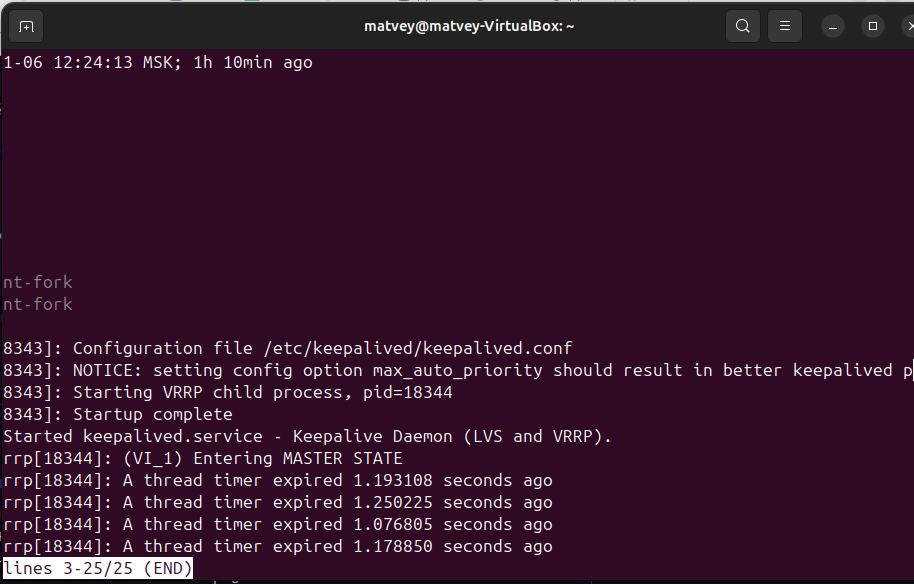 matvey@matvey-VirtualBox: ~
1-06 12:24:13 MSK; 1h 10min ago
nt-fork
nt-fork
8343]: Configuration file /etc/keepalived/keepalived.conf
8343]: NOTICE: setting config option max_auto_priority should result in better keepalived p
8343]: Starting VRRP child process, pid=18344
8343]: Startup complete
Started keepalived.service - Keepalive Daemon (LVS and VRRP).
rrp[18344]: (VI_1) Entering MASTER STATE
rrp[18344]: A thread timer expired 1.193108 seconds ago
rrp[18344]: A thread timer expired 1.250225 seconds ago
rrp[18344]: A thread timer expired 1.076805 seconds ago
rrp[18344]: A thread timer expired 1.178850 seconds ago
lines 3-25/25 (END)